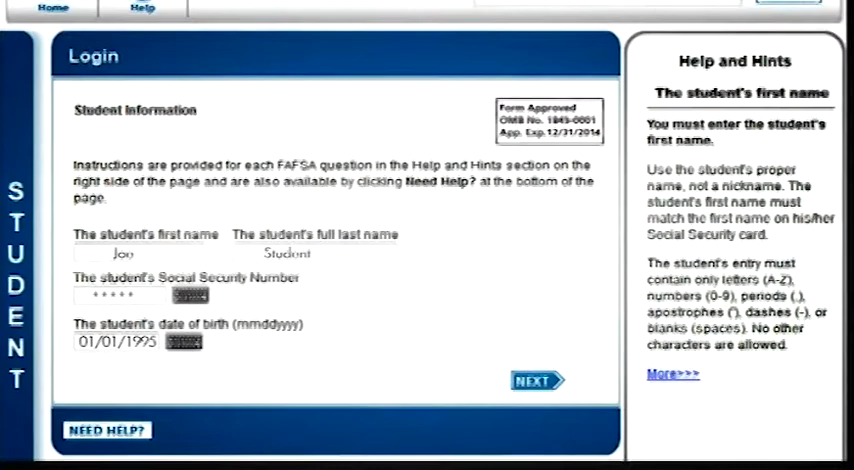 Home
Help
Login
STUDENT
Student Information
Form Approved
OMB No. 1845-0001
App. Exp. 12/31/2014
Instructions are provided for each FAFSA question in the Help and Hints section on the
right side of the page and are also available by clicking Need Help? at the bottom of the
page.
The student's first name
The student's full last name
Joe
Student
The student's Social Security Number
*****
The student's date of birth (mmddyyyy)
01/01/1995
NEXT
NEED HELP?
Help and Hints
The student's first name
You must enter the student's
first name.
Use the student's proper
name, not a nickname. The
student's first name must
match the first name on his/her
Social Security card.
The student's entry must
contain only letters (A-Z),
numbers (0-9), periods (.),
apostrophes ('), dashes (-), or
blanks (spaces). No other
characters are allowed.
More>>>